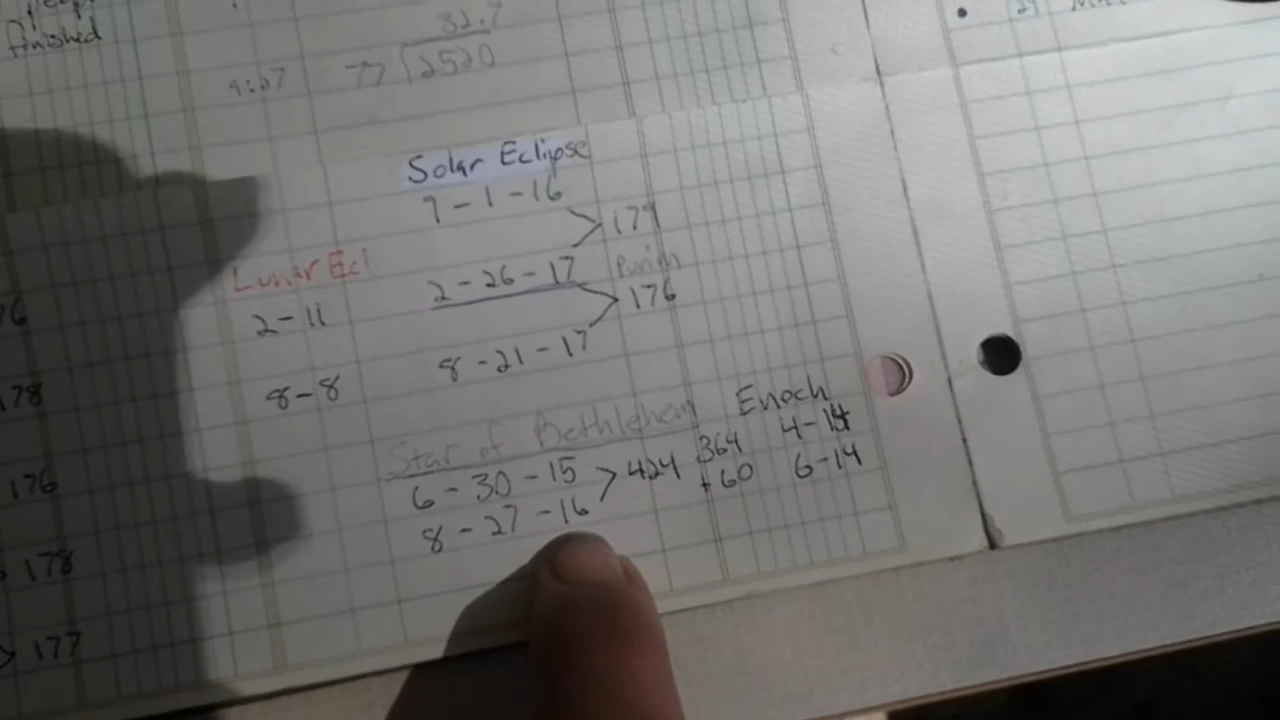 finished
32.7
9:27 77 2520
Solar Eclipse
9-1-16
179
Lunar Ecl
2-26-17 Purim
2-11 176
8-21-17
8-8
Star of Bethlehem Enoch
6-30-15 > 424 364 4-14
8-27-16 +60 6-14
76
178
176
178
> 177